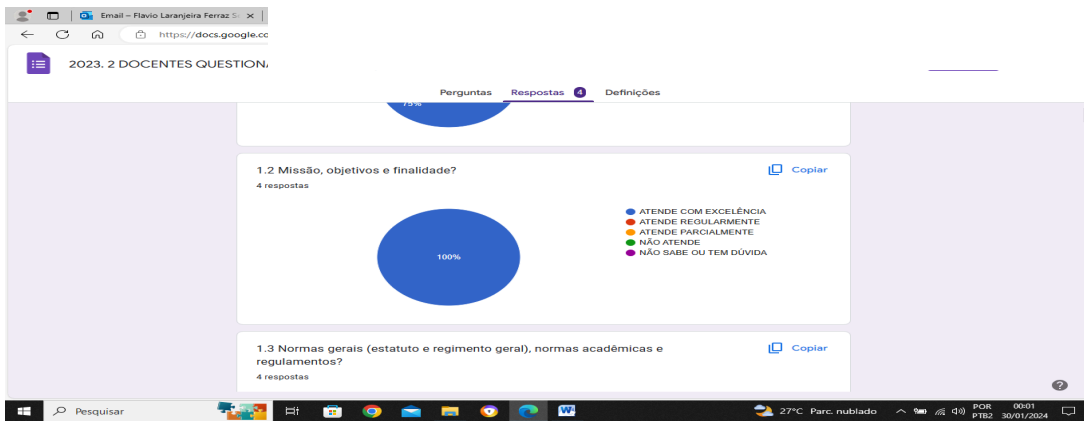 Email – Flavio Laranjeira Ferraz S
https://docs.google.cc
2023. 2 DOCENTES QUESTION
Perguntas Respostas 4 Definições
75%
1.2 Missão, objetivos e finalidade?
Copiar
4 respostas
ATENDE COM EXCELÊNCIA
ATENDE REGULARMENTE
ATENDE PARCIALMENTE
NÃO ATENDE
NÃO SABE OU TEM DÚVIDA
100%
1.3 Normas gerais (estatuto e regimento geral), normas acadêmicas e
regulamentos?
Copiar
4 respostas
Pesquisar
27°C Parc. nublado
POR
PTB2
00:01
30/01/2024